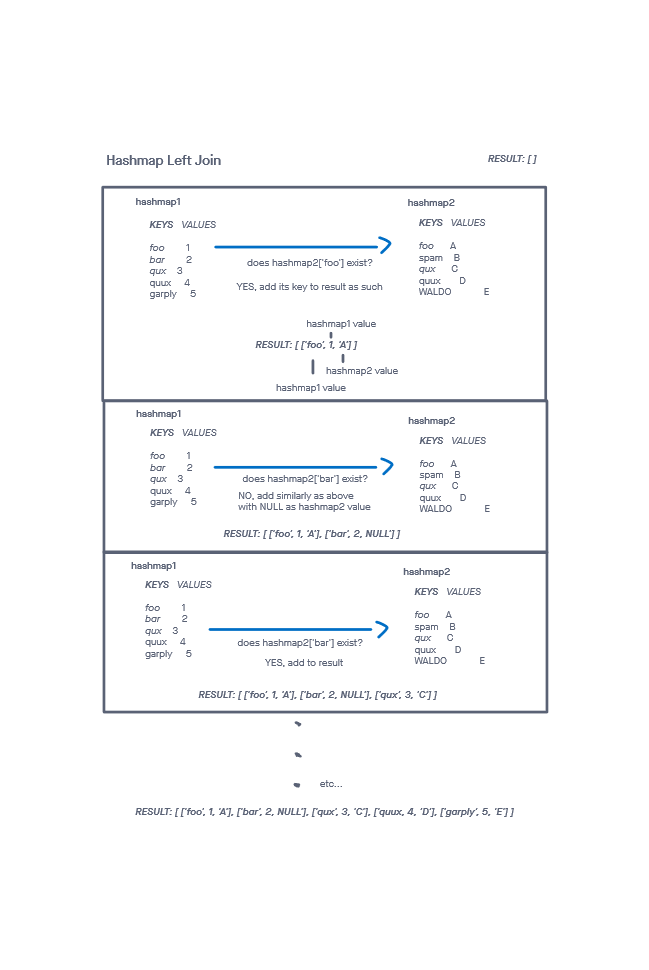 Hashmap Left Join
RESULT: [ ]
hashmap1
hashmap2
KEYS VALUES
KEYS VALUES
foo 1
bar 2
qux 3
quux 4
garply 5
does hashmap2['foo'] exist?
YES, add its key to result as such
foo A
spam B
qux C
quux D
WALDO E
hashmap1 value
RESULT: [ ['foo', 1, 'A'] ]
hashmap2 value
hashmap1 value
hashmap1
hashmap2
KEYS VALUES
KEYS VALUES
foo 1
bar 2
qux 3
quux 4
garply 5
does hashmap2['bar'] exist?
NO, add similarly as above
with NULL as hashmap2 value
foo A
spam B
qux C
quux D
WALDO E
RESULT: [ ['foo', 1, 'A'], ['bar', 2, NULL'] ]
hashmap1
hashmap2
KEYS VALUES
KEYS VALUES
foo 1
bar 2
qux 3
quux 4
garply 5
does hashmap2['bar'] exist?
YES, add to result
foo A
spam B
qux C
quux D
WALDO E
RESULT: [ ['foo', 1, 'A'], ['bar', 2, NULL'], ['qux', 3, 'C'] ]
etc...
RESULT: [ ['foo', 1, 'A'], ['bar', 2, NULL'], ['qux', 3, 'C'], ['quux, 4, 'D'], ['garply', 5, 'E'] ]